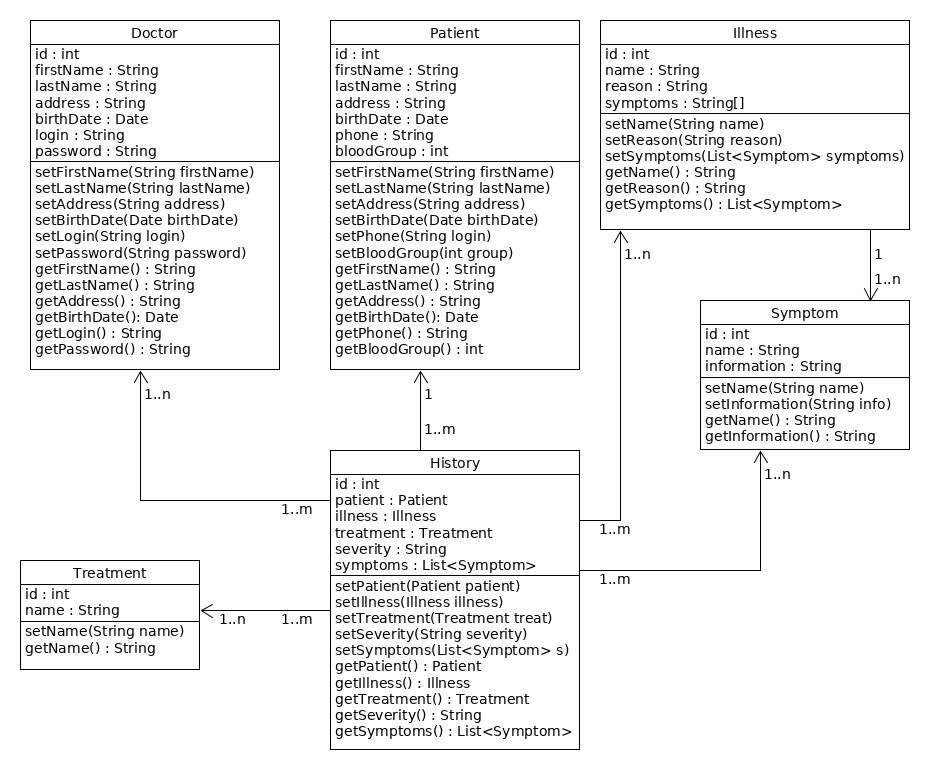 Doctor
id : int
firstName : String
lastName : String
address : String
birthDate : Date
login : String
password : String
setFirstName(String firstName)
setLastName(String lastName)
setAddress(String address)
setBirthDate(Date birthDate)
setLogin(String login)
setPassword(String password)
getFirstName() : String
getLastName() : String
getAddress() : String
getBirthDate(): Date
getLogin() : String
getPassword() : String
Patient
id : int
firstName : String
lastName : String
address : String
birthDate : Date
phone : String
bloodGroup : int
setFirstName(String firstName)
setLastName(String lastName)
setAddress(String address)
setBirthDate(Date birthDate)
setPhone(String login)
setBloodGroup(int group)
getFirstName() : String
getLastName() : String
getAddress() : String
getBirthDate(): Date
getPhone() : String
getBloodGroup() : int
Illness
id : int
name : String
reason : String
symptoms : String[]
setName(String name)
setReason(String reason)
setSymptoms(List<Symptom> symptoms)
getName() : String
getReason() : String
getSymptoms() : List<Symptom>
1..n
1
1..n
Symptom
id : int
name : String
information : String
setName(String name)
setInformation(String info)
getName() : String
getInformation() : String
1..n
1
1..m
1..n
History
id : int
patient : Patient
illness : Illness
treatment : Treatment
severity : String
symptoms : List<Symptom>
setPatient(Patient patient)
setIllness(Illness illness)
setTreatment(Treatment treat)
setSeverity(String severity)
setSymptoms(List<Symptom> s)
getPatient() : Patient
getIllness() : Illness
getTreatment() : Treatment
getSeverity() : String
getSymptoms() : List<Symptom>
1..m
1..m
1..m
Treatment
id : int
name : String
setName(String name)
getName() : String
1..n
1..m